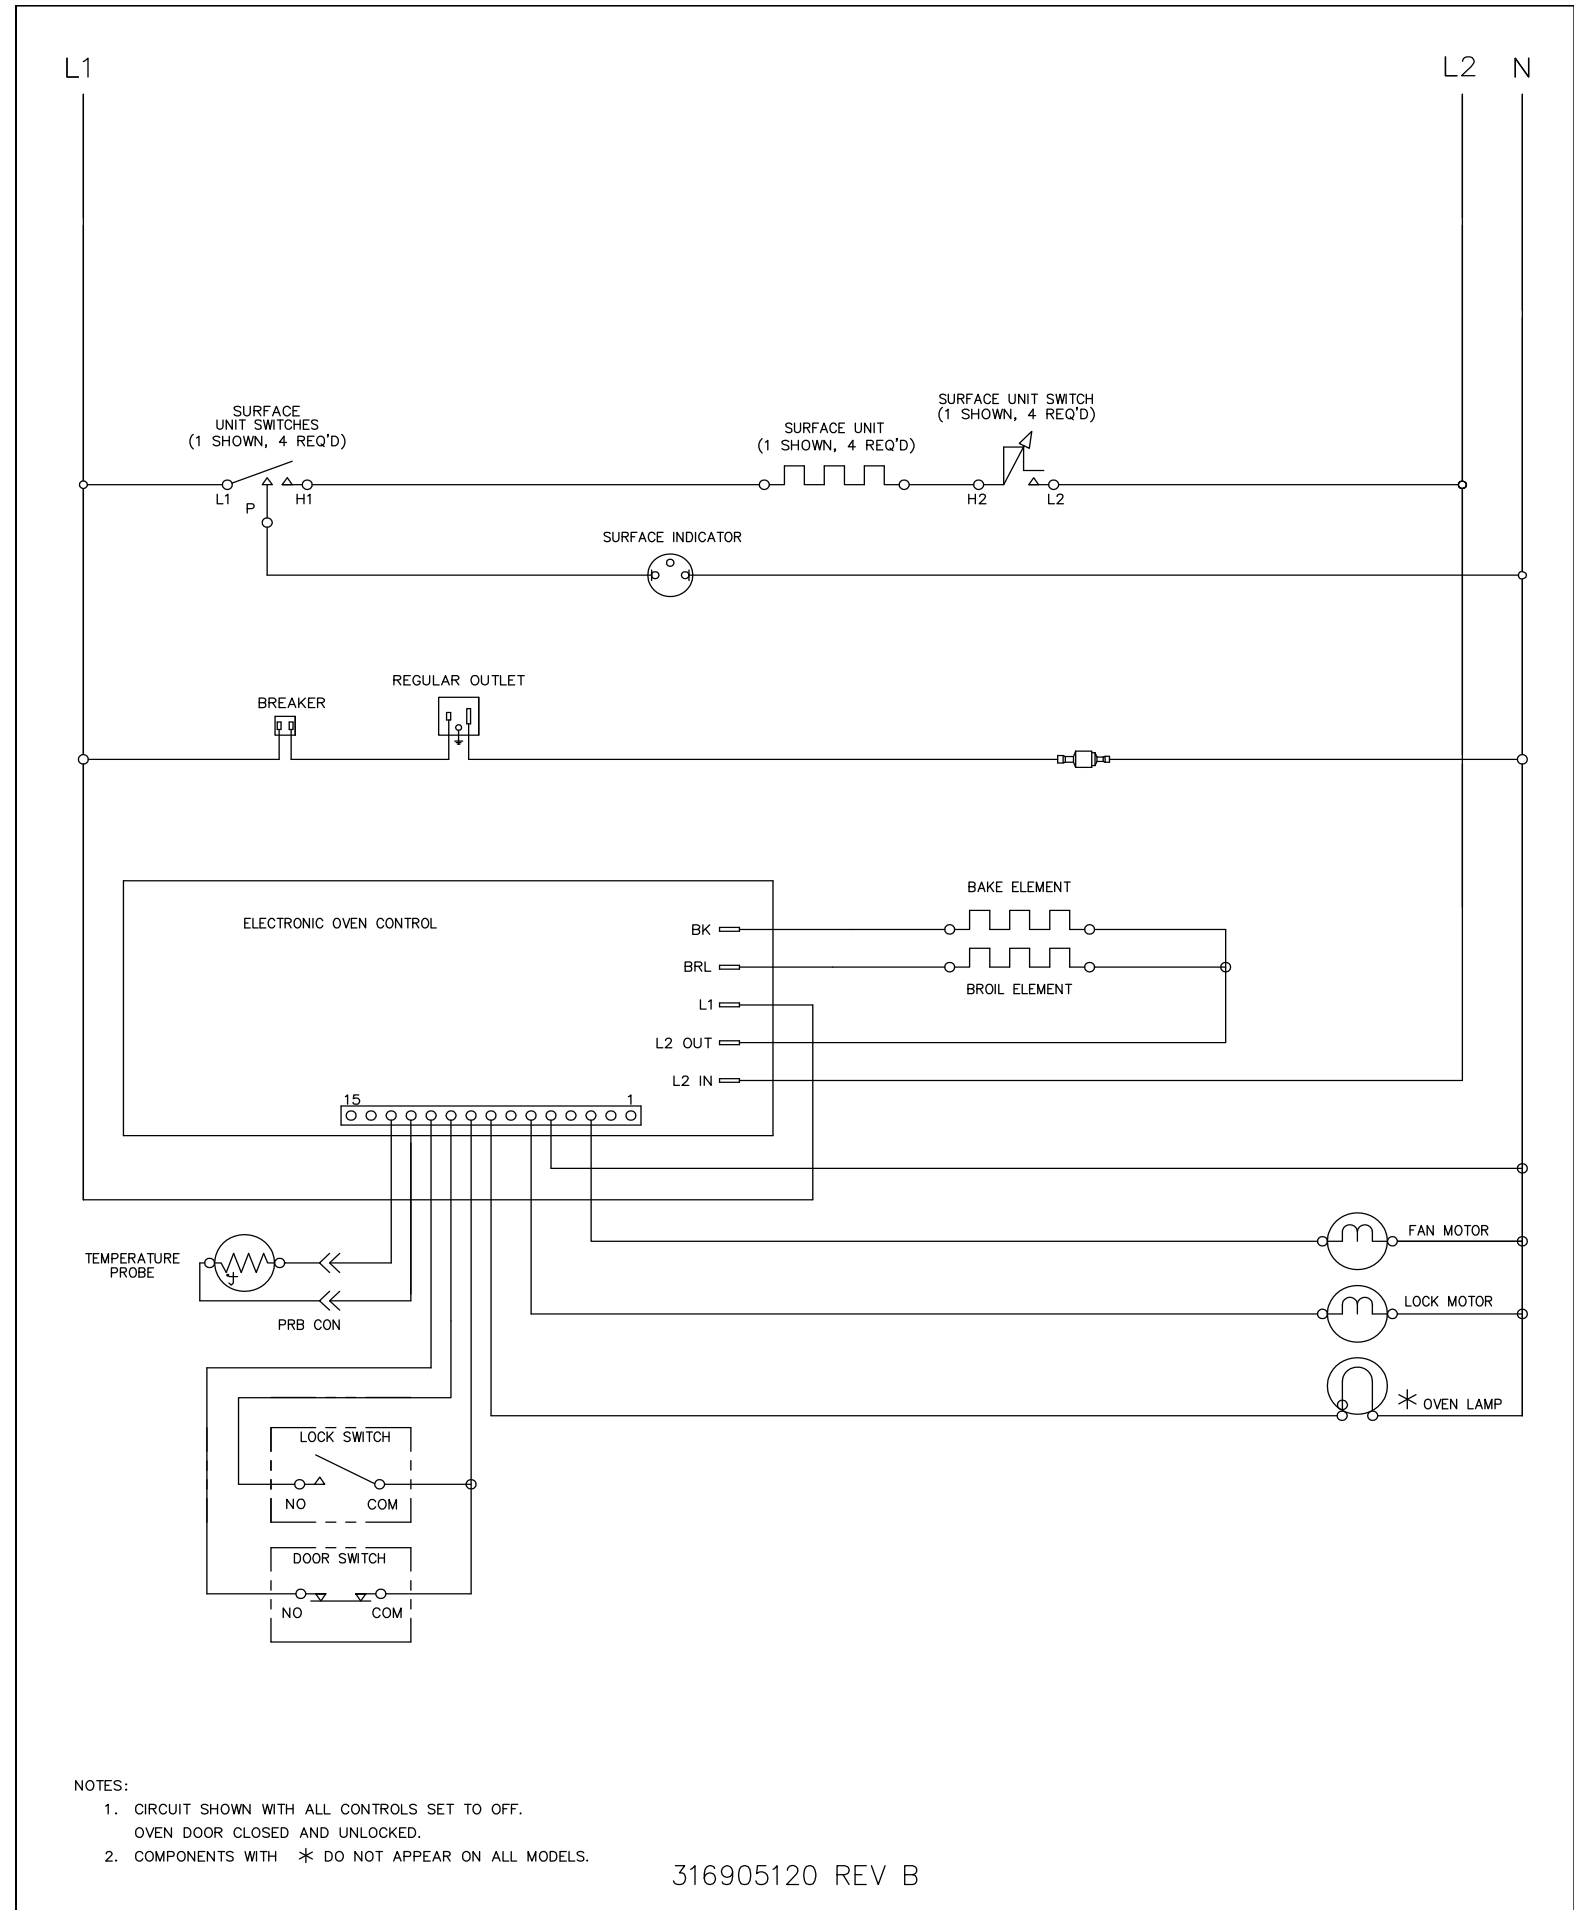 L1
L2 N
SURFACE
UNIT SWITCHES
(1 SHOWN, 4 REQ'D)
SURFACE UNIT
(1 SHOWN, 4 REQ'D)
SURFACE UNIT SWITCH
(1 SHOWN, 4 REQ'D)
L1
P
H1
H2
L2
SURFACE INDICATOR
BREAKER
REGULAR OUTLET
ELECTRONIC OVEN CONTROL
BK
BRL
L1
L2 OUT
L2 IN
15
1
BAKE ELEMENT
BROIL ELEMENT
FAN MOTOR
TEMPERATURE
PROBE
PRB CON
LOCK MOTOR
* OVEN LAMP
LOCK SWITCH
NO
COM
DOOR SWITCH
NO
COM
NOTES:
1. CIRCUIT SHOWN WITH ALL CONTROLS SET TO OFF.
OVEN DOOR CLOSED AND UNLOCKED.
2. COMPONENTS WITH * DO NOT APPEAR ON ALL MODELS.
316905120 REV B